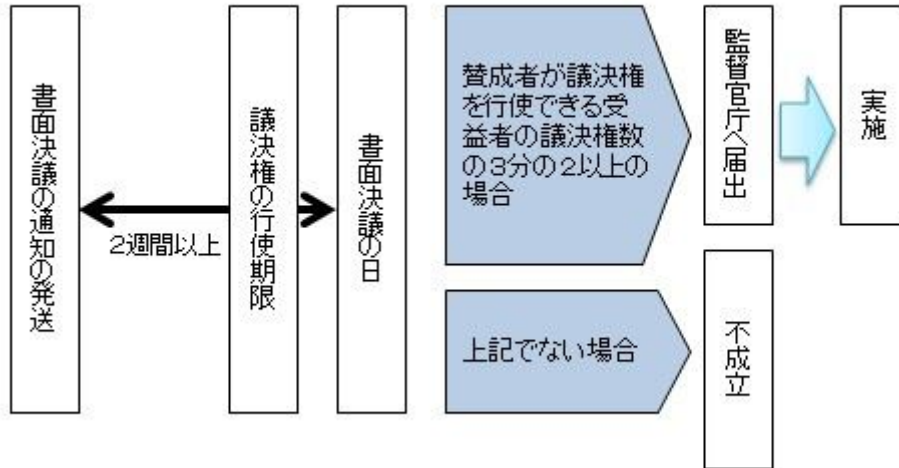 書面決議の通知の発送
2週間以上
議決権の行使期限
書面決議の日
賛成者が議決権
を行使できる受
益者の議決権数
の3分の2以上の
場合
監督官庁へ届出
実施
上記でない場合
不成立